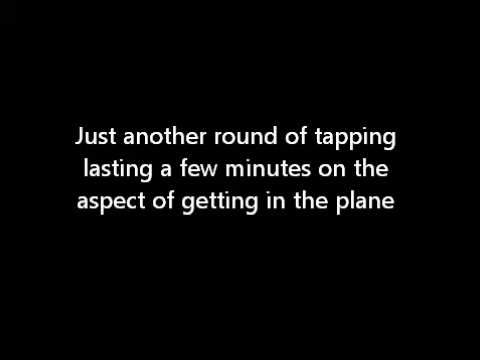 Just another round of tapping
lasting a few minutes on the
aspect of getting in the plane